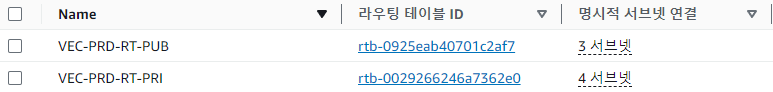 Name 라우팅 테이블 ID 명시적 서브넷 연결
VEC-PRD-RT-PUB rtb-0925eab40701c2af7 3 서브넷
VEC-PRD-RT-PRI rtb-0029266246a7362e0 4 서브넷